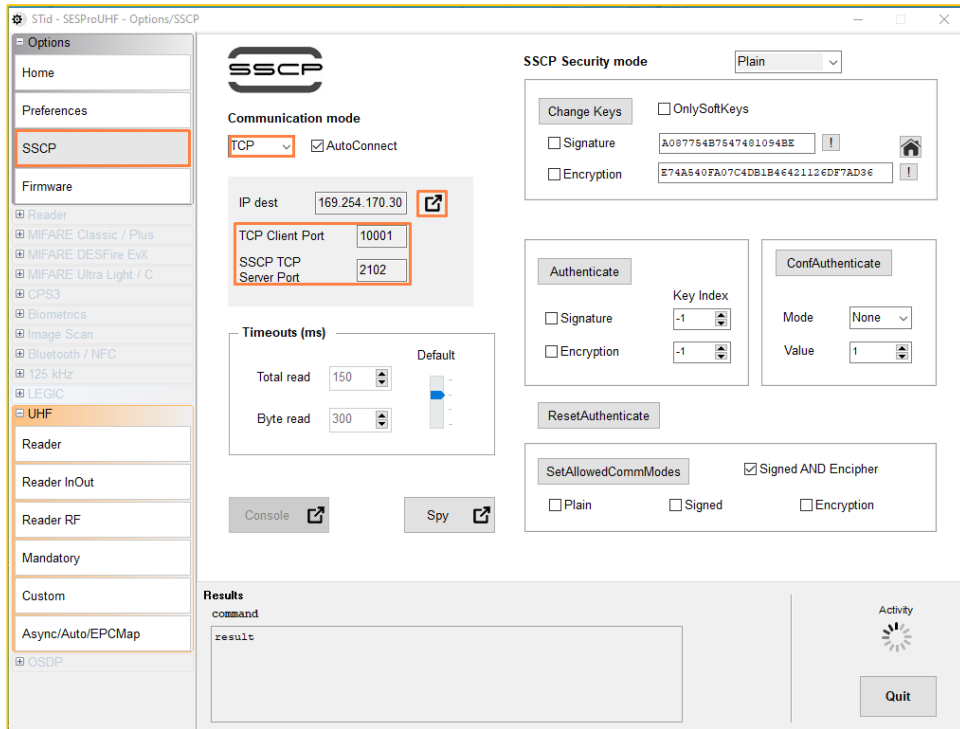 STid - SESProUHF - Options/SSCP
Options
Home
Preferences
SSCP
Firmware
Reader
MIFARE Classic / Plus
MIFARE DESFire EvX
MIFARE Ultra Light / C
CPS3
Biometrics
Image Scan
Bluetooth / NFC
125 kHz
LEGIC
UHF
Reader
Reader InOut
Reader RF
Mandatory
Custom
Async/Auto/EPCMap
OSDP
SSCP
Communication mode
TCP AutoConnect
IP dest 169.254.170.30
TCP Client Port 10001
SSCP TCP
Server Port 2102
Timeouts (ms)
Default
Total read 150
Byte read 300
Console Spy
SSCP Security mode Plain
Change Keys OnlySoftKeys
Signature A087754B7547481094BE !
Encryption E74A540FA07C4DB1B46421126DF7AD36 !
Authenticate
Key Index
Signature -1
Encryption -1
ConfAuthenticate
Mode None
Value 1
ResetAuthenticate
SetAllowedCommModes Signed AND Encipher
Plain Signed Encryption
Results
command
result
Activity
Quit